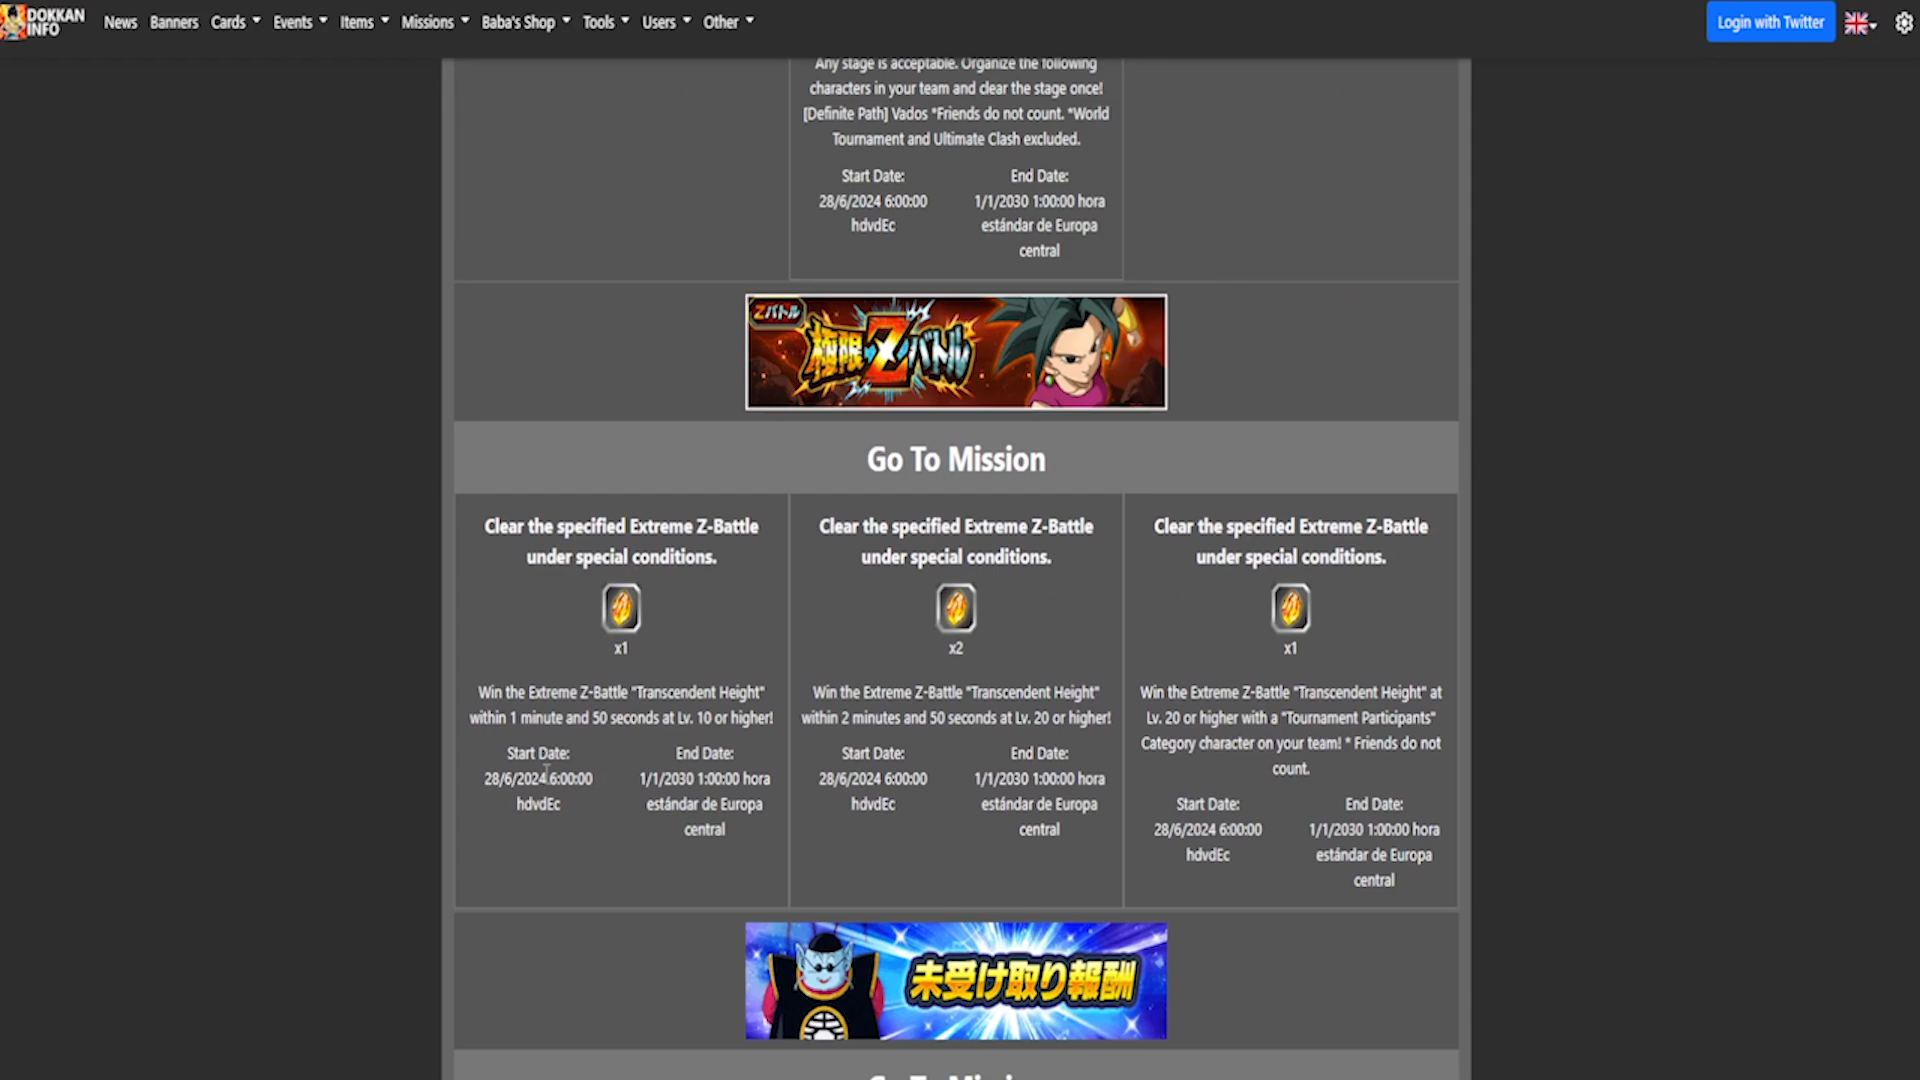 DOKKAN
INFO
News Banners Cards Events Items Missions Baba's Shop Tools Users Other
Login with Twitter
Any stage is acceptable. Organize the following
characters in your team and clear the stage once!
[Definite Path] Vados *Friends do not count. *World
Tournament and Ultimate Clash excluded.
Start Date:
28/6/2024 6:00:00
hdvdEc
End Date:
1/1/2030 1:00:00 hora
estándar de Europa
central
Zバトル
極限Zバトル
Go To Mission
Clear the specified Extreme Z-Battle
under special conditions.
x1
Win the Extreme Z-Battle "Transcendent Height"
within 1 minute and 50 seconds at Lv. 10 or higher!
Start Date:
28/6/2024 6:00:00
hdvdEc
End Date:
1/1/2030 1:00:00 hora
estándar de Europa
central
Clear the specified Extreme Z-Battle
under special conditions.
x2
Win the Extreme Z-Battle "Transcendent Height"
within 2 minutes and 50 seconds at Lv. 20 or higher!
Start Date:
28/6/2024 6:00:00
hdvdEc
End Date:
1/1/2030 1:00:00 hora
estándar de Europa
central
Clear the specified Extreme Z-Battle
under special conditions.
x1
Win the Extreme Z-Battle "Transcendent Height" at
Lv. 20 or higher with a "Tournament Participants"
Category character on your team! * Friends do not
count.
Start Date:
28/6/2024 6:00:00
hdvdEc
End Date:
1/1/2030 1:00:00 hora
estándar de Europa
central
未受け取り報酬